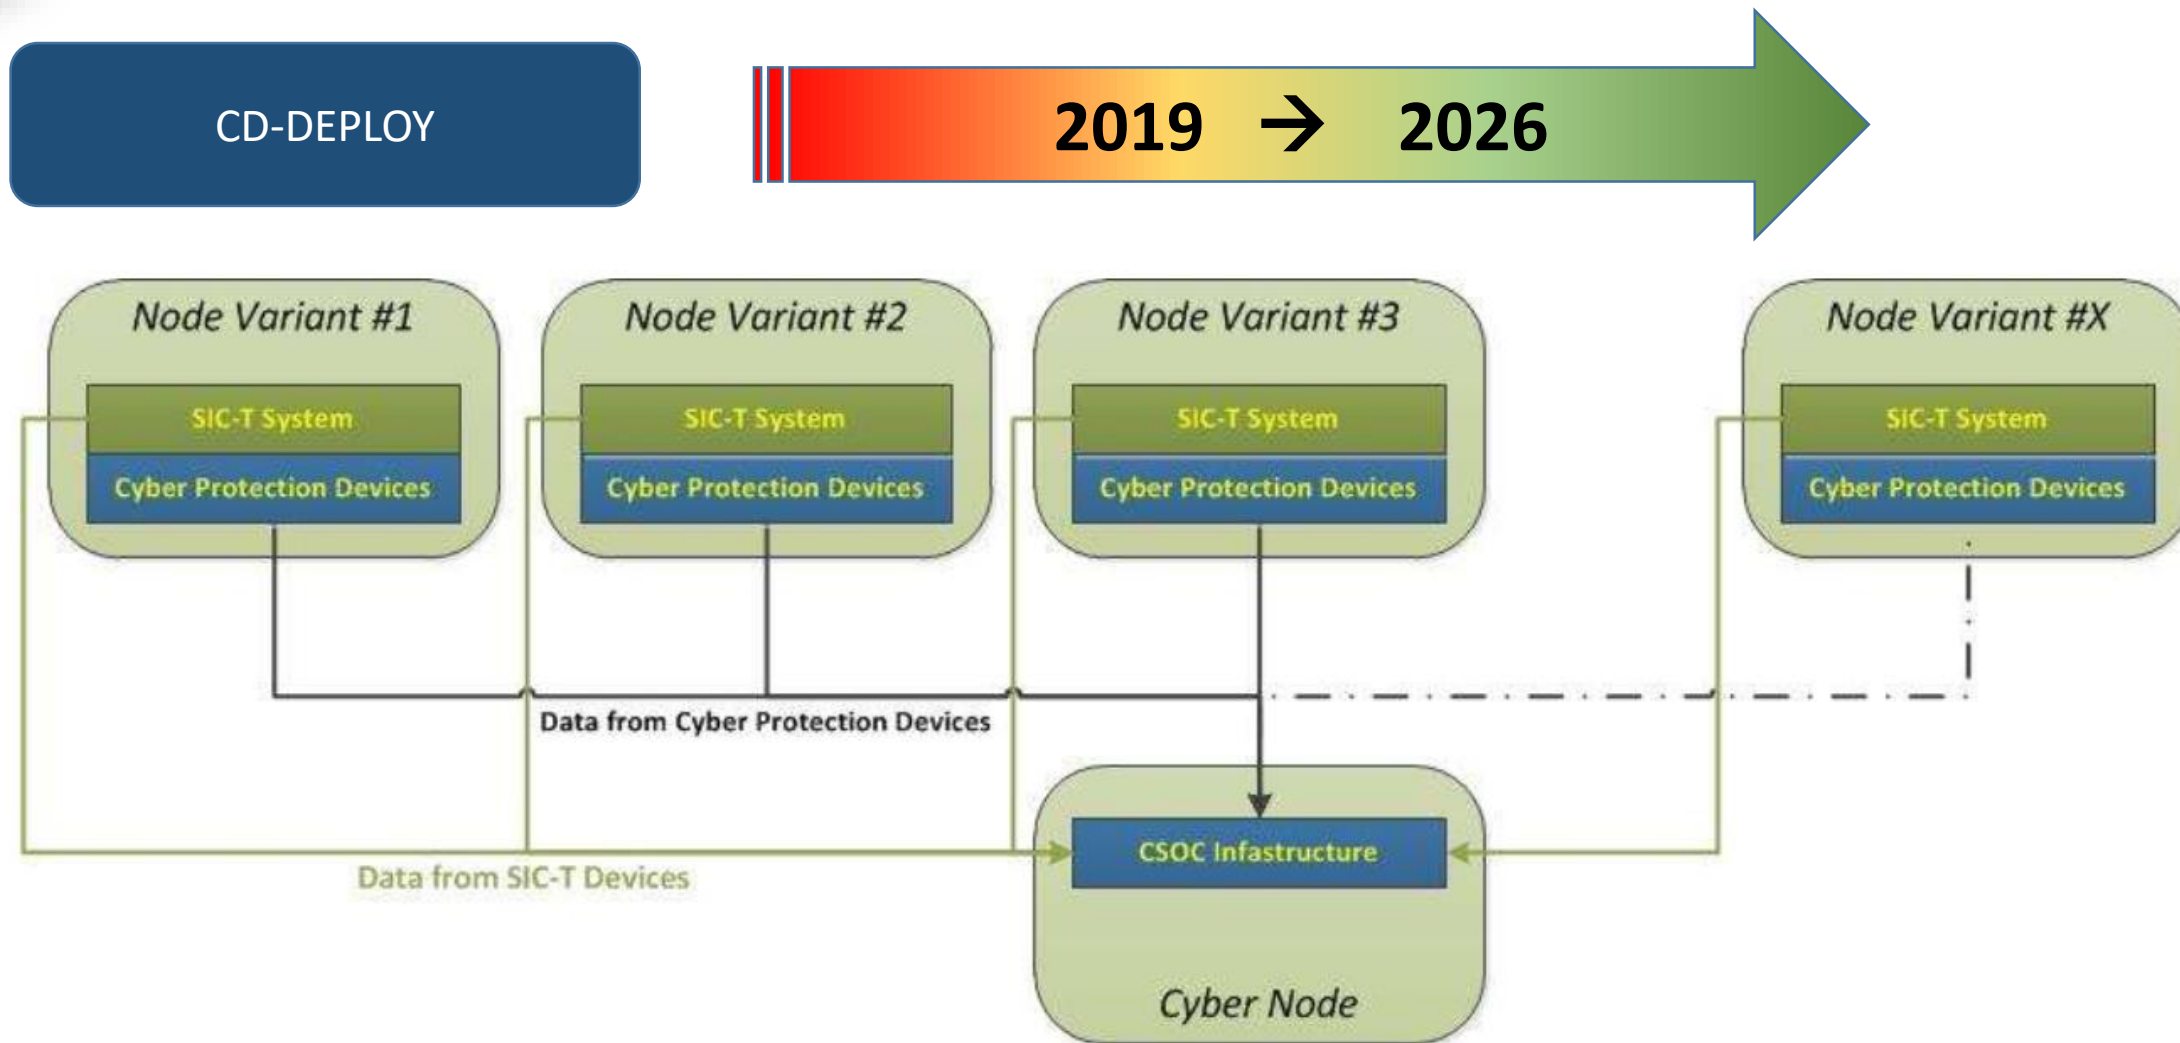 CD-DEPLOY
2019 → 2026
Node Variant #1
Node Variant #2
Node Variant #3
Node Variant #X
SIC-T System
SIC-T System
SIC-T System
SIC-T System
Cyber Protection Devices
Cyber Protection Devices
Cyber Protection Devices
Cyber Protection Devices
Data from Cyber Protection Devices
CSOC Infastructure
Data from SIC-T Devices
Cyber Node